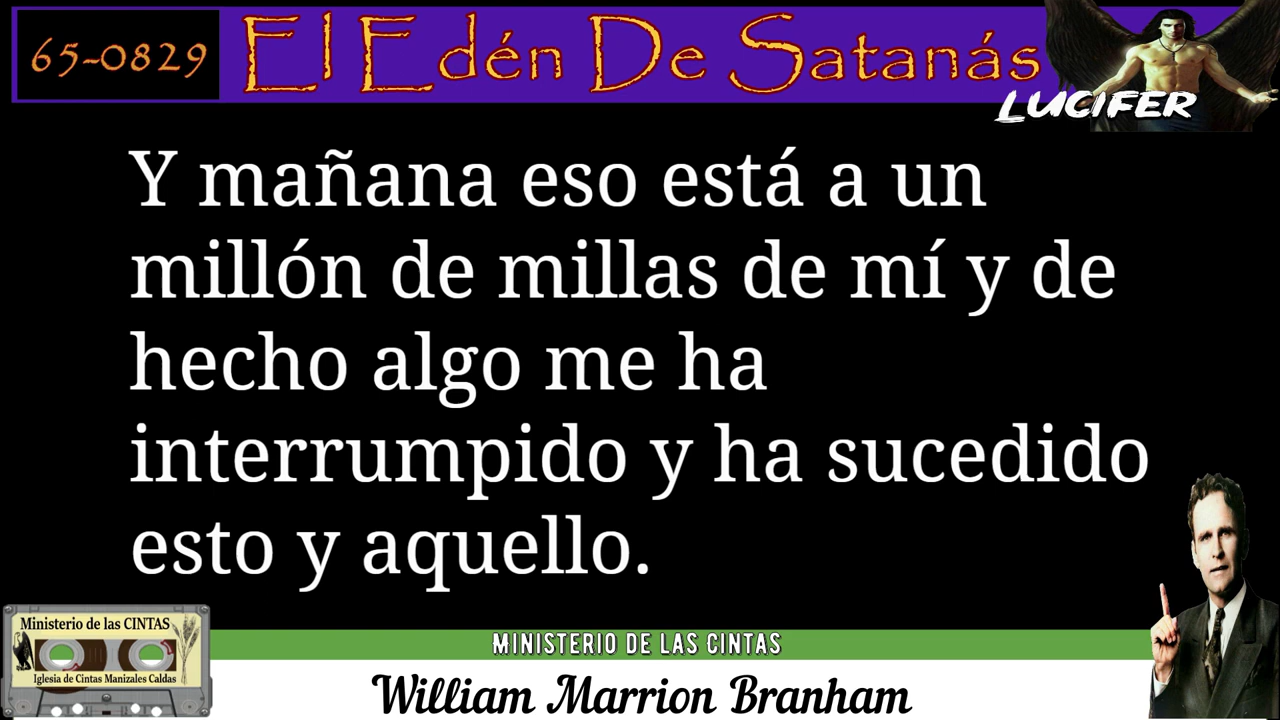 65-0829
El Edén De Satanás
LUCIFER
Y mañana eso está a un
millón de millas de mí y de
hecho algo me ha
interrumpido y ha sucedido
esto y aquello.
Ministerio de las CINTAS
Iglesia de Cintas Manizales Caldas
MINISTERIO DE LAS CINTAS
William Marrion Branham